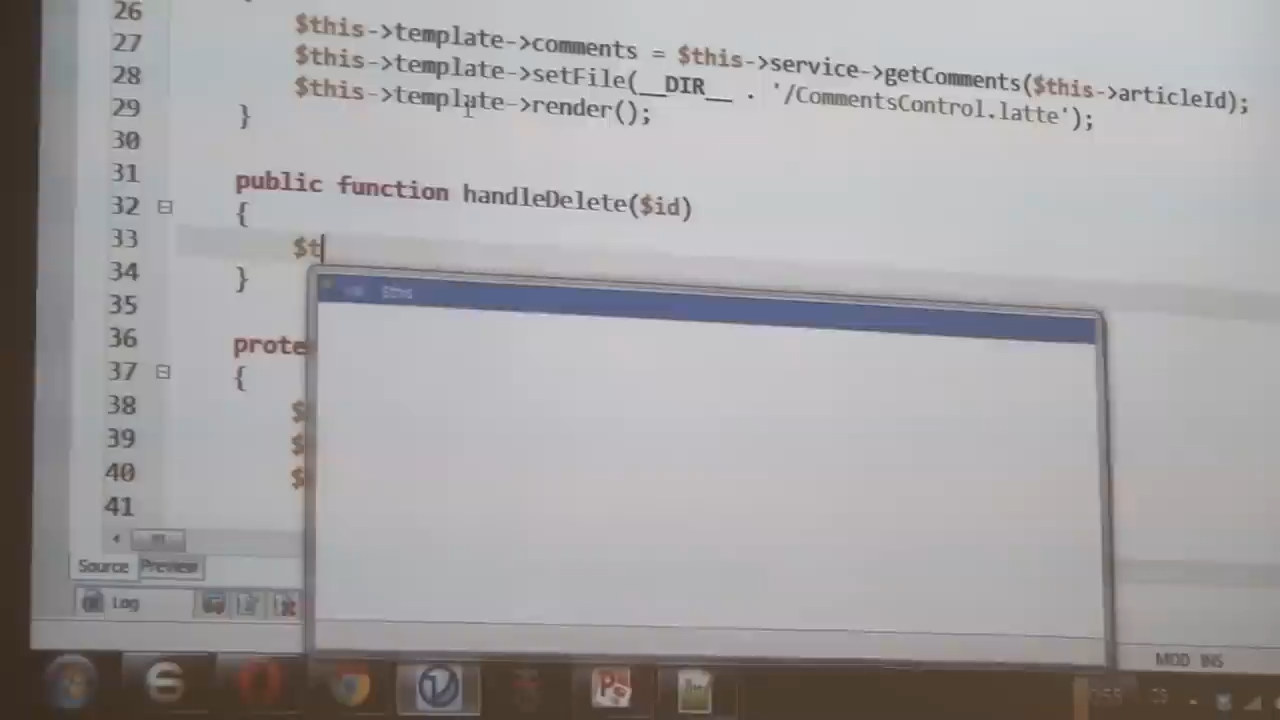 26
27 $this->template->comments = $this->service->getComments($this->articleId);
28 $this->template->setFile(__DIR__ . '/CommentsControl.latte');
29 $this->template->render();
30 }
31
32 public function handleDelete($id)
33 {
$t
34 }
35
36 prote
37 {
38 $
39 $
40 $
41
$this
Source Preview
Log
MOD INS